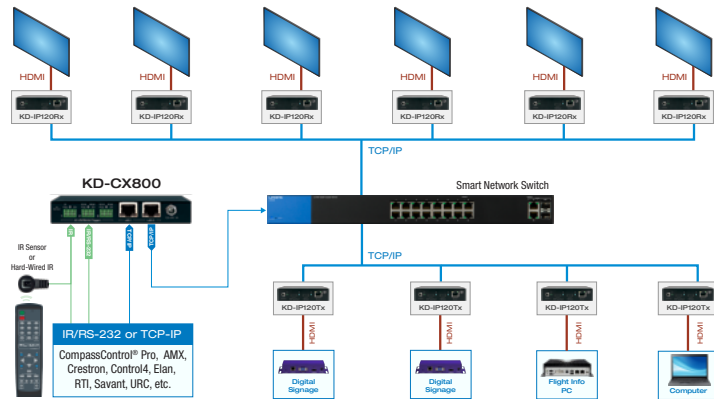 HDMI
HDMI
HDMI
HDMI
HDMI
HDMI
KD-IP120Rx
KD-IP120Rx
KD-IP120Rx
KD-IP120Rx
KD-IP120Rx
KD-IP120Rx
TCP/IP
KD-CX800
Smart Network Switch
IR Sensor
or
Hard-Wired IR
IR
IR/RS-232
TCP/IP
TCP/IP
TCP/IP
KD-IP120Tx
KD-IP120Tx
KD-IP120Tx
KD-IP120Tx
HDMI
HDMI
HDMI
HDMI
IR/RS-232 or TCP-IP
CompassControl® Pro, AMX,
Crestron, Control4, Elan,
RTI, Savant, URC, etc.
Digital
Signage
Digital
Signage
Flight Info
PC
Computer